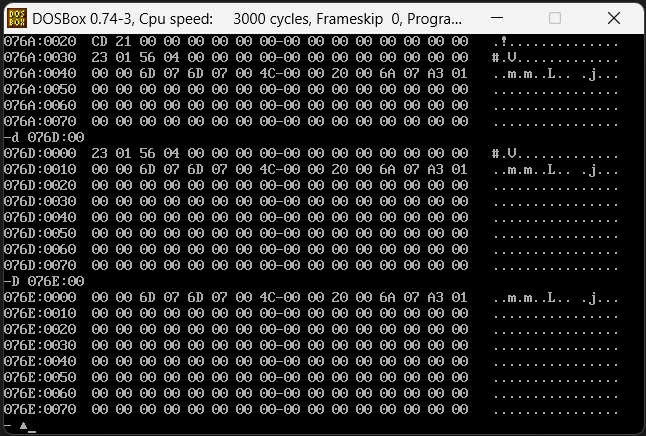 DOSBox 0.74-3, Cpu speed: 3000 cycles, Frameskip 0, Progra...
076A:0020 CD 21 00 00 00 00 00 00-00 00 00 00 00 00 00 00 .!..............
076A:0030 23 01 56 04 00 00 00 00-00 00 00 00 00 00 00 00 #.V.............
076A:0040 00 00 6D 07 6D 07 00 4C-00 00 20 00 6A 07 A3 01 ..m.m..L.. .j...
076A:0050 00 00 00 00 00 00 00 00-00 00 00 00 00 00 00 00 ................
076A:0060 00 00 00 00 00 00 00 00-00 00 00 00 00 00 00 00 ................
076A:0070 00 00 00 00 00 00 00 00-00 00 00 00 00 00 00 00 ................
-d 076D:00
076D:0000 23 01 56 04 00 00 00 00-00 00 00 00 00 00 00 00 #.V.............
076D:0010 00 00 6D 07 6D 07 00 4C-00 00 20 00 6A 07 A3 01 ..m.m..L.. .j...
076D:0020 00 00 00 00 00 00 00 00-00 00 00 00 00 00 00 00 ................
076D:0030 00 00 00 00 00 00 00 00-00 00 00 00 00 00 00 00 ................
076D:0040 00 00 00 00 00 00 00 00-00 00 00 00 00 00 00 00 ................
076D:0050 00 00 00 00 00 00 00 00-00 00 00 00 00 00 00 00 ................
076D:0060 00 00 00 00 00 00 00 00-00 00 00 00 00 00 00 00 ................
076D:0070 00 00 00 00 00 00 00 00-00 00 00 00 00 00 00 00 ................
-D 076E:00
076E:0000 00 00 6D 07 6D 07 00 4C-00 00 20 00 6A 07 A3 01 ..m.m..L.. .j...
076E:0010 00 00 00 00 00 00 00 00-00 00 00 00 00 00 00 00 ................
076E:0020 00 00 00 00 00 00 00 00-00 00 00 00 00 00 00 00 ................
076E:0030 00 00 00 00 00 00 00 00-00 00 00 00 00 00 00 00 ................
076E:0040 00 00 00 00 00 00 00 00-00 00 00 00 00 00 00 00 ................
076E:0050 00 00 00 00 00 00 00 00-00 00 00 00 00 00 00 00 ................
076E:0060 00 00 00 00 00 00 00 00-00 00 00 00 00 00 00 00 ................
076E:0070 00 00 00 00 00 00 00 00-00 00 00 00 00 00 00 00 ................
- ▲_